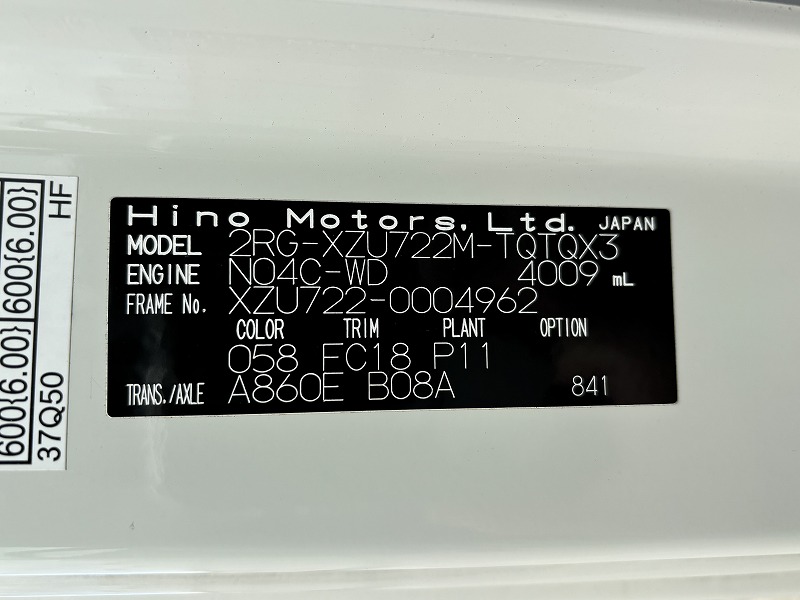 Hino Motors, Ltd. JAPAN
MODEL 2RG-XZU722M-TQTQX3
ENGINE N04C-WD 4009 mL
FRAME No. XZU722-0004962
COLOR TRIM PLANT OPTION
058 FC18 P11
TRANS./AXLE A860E B08A 841
600{6.00} 600{6.00}
37Q50 HF